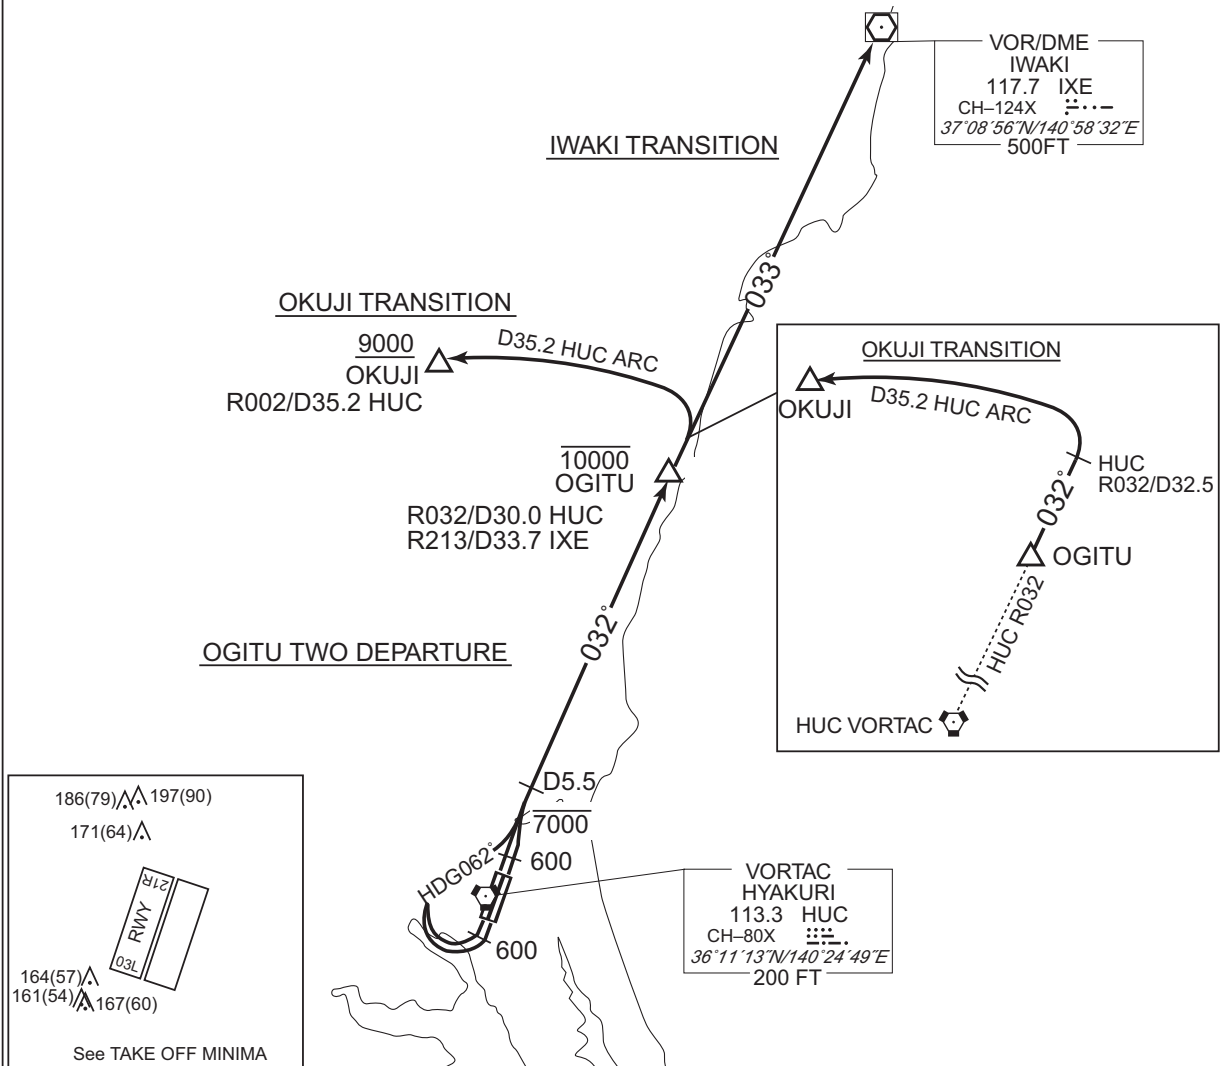 VOR/DME
IWAKI
117.7 IXE
CH–124X
37°08´56˝N/140°58´32˝E
500FT
IWAKI TRANSITION
033°
OKUJI TRANSITION
9000
OKUJI
R002/D35.2 HUC
D35.2 HUC ARC
10000
OGITU
R032/D30.0 HUC
R213/D33.7 IXE
OKUJI TRANSITION
OKUJI
D35.2 HUC ARC
HUC
R032/D32.5
032°
OGITU
HUC R032
HUC VORTAC
032°
OGITU TWO DEPARTURE
D5.5
7000
HDG062°
600
600
VORTAC
HYAKURI
113.3 HUC
CH–80X
36°11´13˝N/140°24´49˝E
200 FT
186(79)
197(90)
171(64)
21R
RWY
03L
164(57)
161(54)
167(60)
See TAKE OFF MINIMA